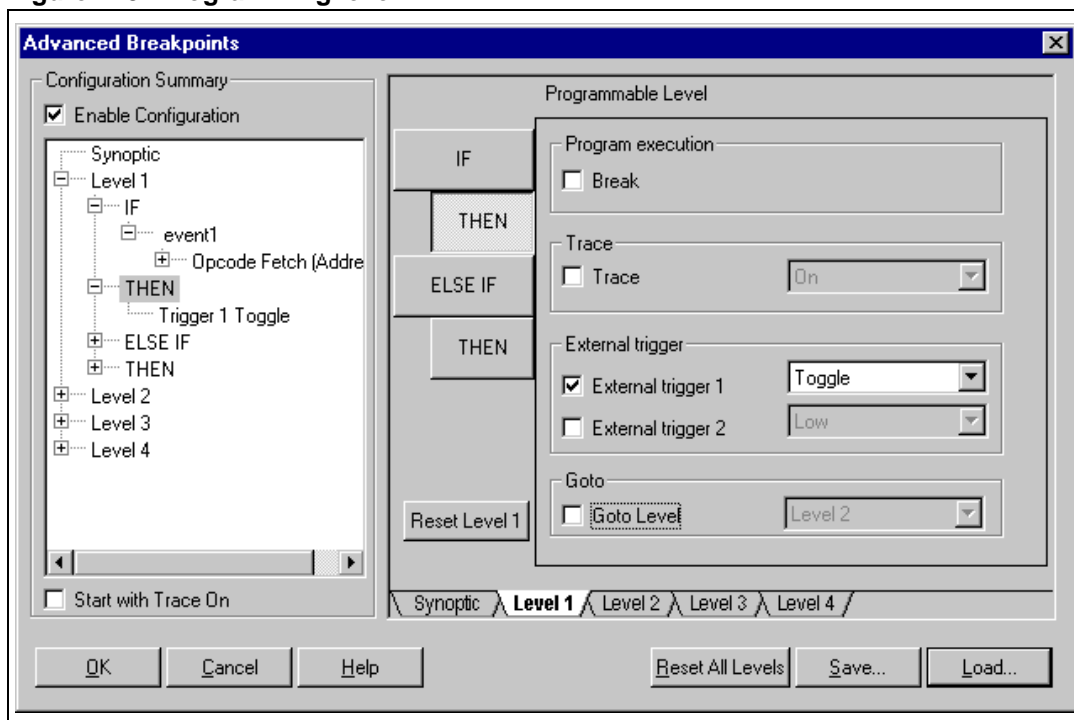 Advanced Breakpoints
Configuration Summary
Enable Configuration
Synoptic
Level 1
IF
event1
Opcode Fetch (Addre
THEN
Trigger 1 Toggle
ELSE IF
THEN
Level 2
Level 3
Level 4
Start with Trace On
Programmable Level
IF
THEN
ELSE IF
THEN
Reset Level 1
Program execution
Break
Trace
Trace On
External trigger
External trigger 1 Toggle
External trigger 2 Low
Goto
Goto Level Level 2
Synoptic Level 1 Level 2 Level 3 Level 4
OK Cancel Help Reset All Levels Save... Load...